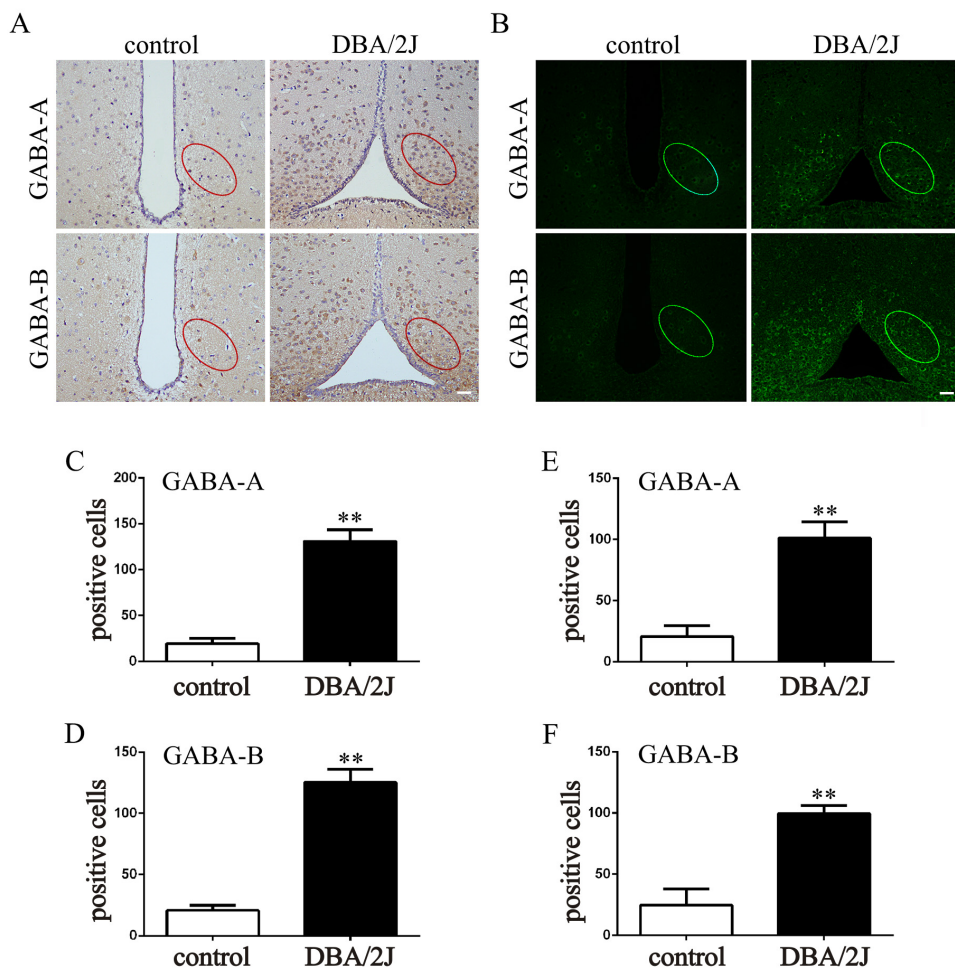 A
control
DBA/2J
GABA-A
GABA-B
B
control
DBA/2J
GABA-A
GABA-B
C
GABA-A
positive cells
200
150
100
50
0
**
control
DBA/2J
E
GABA-A
positive cells
150
100
50
0
**
control
DBA/2J
D
GABA-B
positive cells
150
100
50
0
**
control
DBA/2J
F
GABA-B
positive cells
150
100
50
0
**
control
DBA/2J